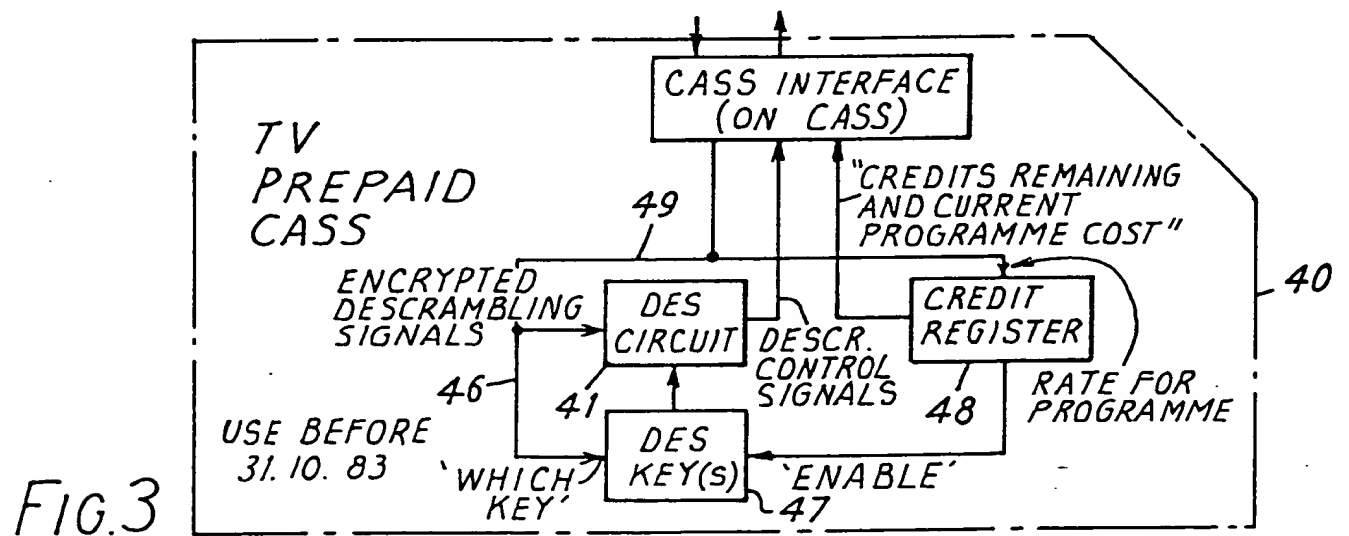 CASS INTERFACE
(ON CASS)
TV
PREPAID
CASS
"CREDITS REMAINING
AND CURRENT
PROGRAMME COST"
49
ENCRYPTED
DESCRAMBLING
SIGNALS
DES
CIRCUIT
CREDIT
REGISTER
40
DESCR.
CONTROL
SIGNALS
46
41
48
RATE FOR
PROGRAMME
USE BEFORE
31.10.83
'WHICH
KEY'
DES
KEY(S)
'ENABLE'
47
FIG.3